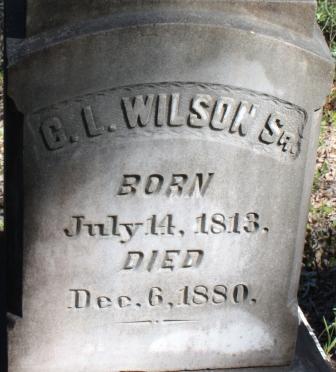 C. L. WILSON Sr.
BORN
July 14, 1813.
DIED
Dec. 6, 1880.